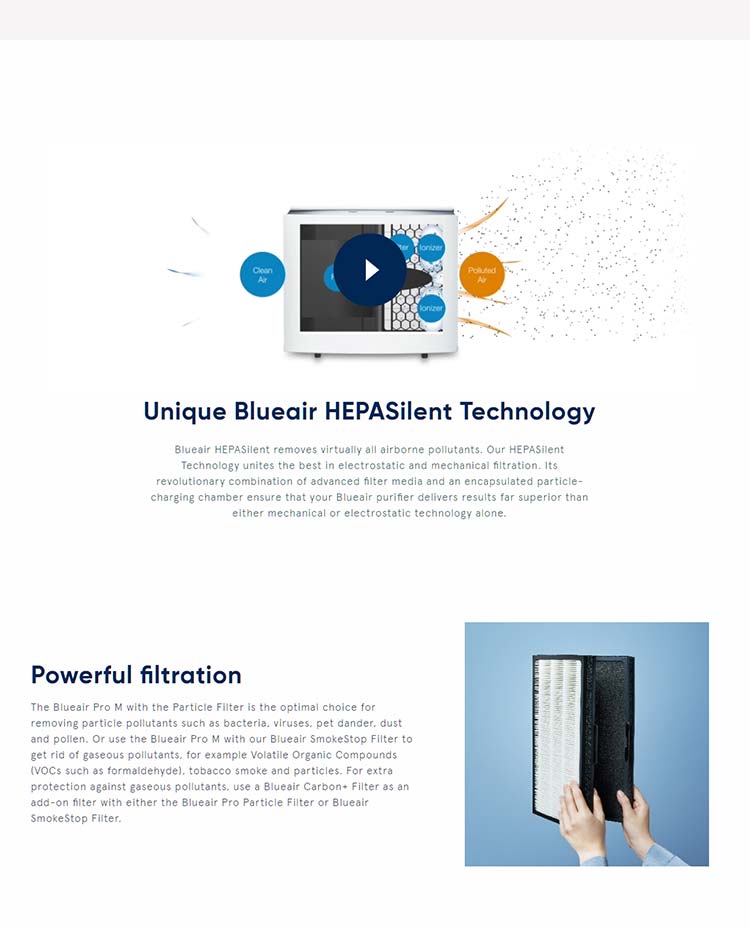 Clean
Air
Ionizer
Polluted
Air
Ionizer
Unique Blueair HEPASilent Technology
Blueair HEPASilent removes virtually all airborne pollutants. Our HEPASilent
Technology unites the best in electrostatic and mechanical filtration. Its
revolutionary combination of advanced filter media and an encapsulated particle-
charging chamber ensure that your Blueair purifier delivers results far superior than
either mechanical or electrostatic technology alone.
Powerful filtration
The Blueair Pro M with the Particle Filter is the optimal choice for
removing particle pollutants such as bacteria, viruses, pet dander, dust
and pollen. Or use the Blueair Pro M with our Blueair SmokeStop Filter to
get rid of gaseous pollutants, for example Volatile Organic Compounds
(VOCs such as formaldehyde), tobacco smoke and particles. For extra
protection against gaseous pollutants, use a Blueair Carbon+ Filter as an
add-on filter with either the Blueair Pro Particle Filter or Blueair
SmokeStop Filter.